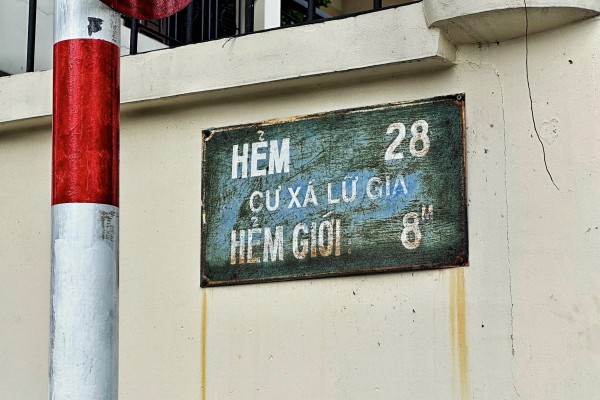 HẺM 28
CƯ XÁ LỮ GIA
HẺM GIỚI 8M